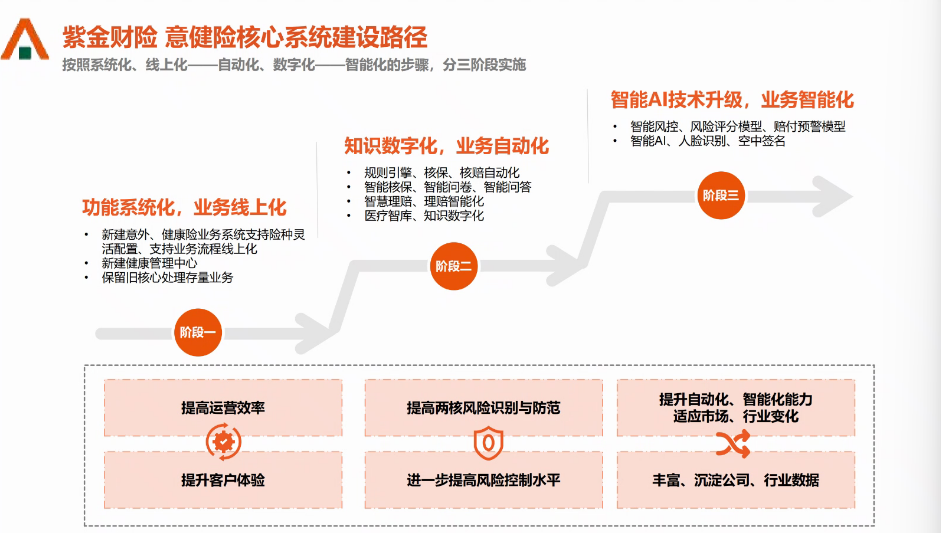 紫金财险 意健险核心系统建设路径
按照系统化、线上化——自动化、数字化——智能化的步骤，分三阶段实施
功能系统化，业务线上化
• 新建意外、健康险业务系统支持险种灵
活配置、支持业务流程线上化
• 新建健康管理中心
• 保留旧核心处理存量业务
阶段一
知识数字化，业务自动化
• 规则引擎、核保、核赔自动化
• 智能核保、智能问卷、智能问答
• 智慧理赔、理赔智能化
• 医疗智库、知识数字化
阶段二
智能AI技术升级，业务智能化
• 智能风控、风险评分模型、赔付预警模型
• 智能AI、人脸识别、空中签名
阶段三
提高运营效率
提升客户体验
提高两核风险识别与防范
进一步提高风险控制水平
提升自动化、智能化能力
适应市场、行业变化
丰富、沉淀公司、行业数据